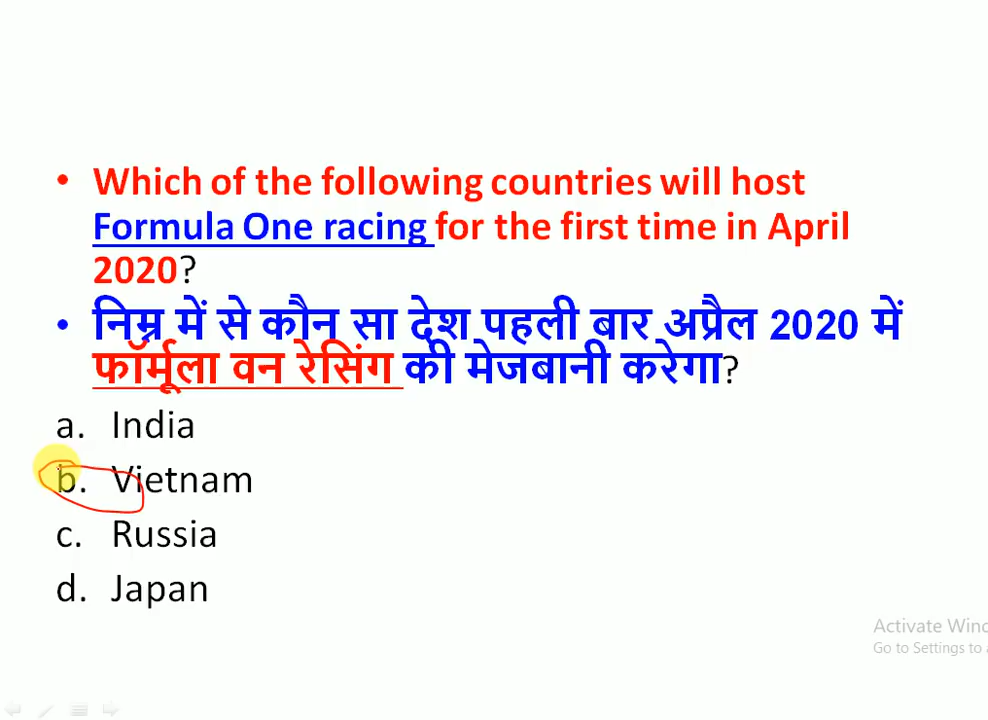 • Which of the following countries will host
Formula One racing for the first time in April
2020?
• निम्न में से कौन सा देश पहली बार अप्रैल 2020 में
फॉर्मूला वन रेसिंग की मेजबानी करेगा?
a. India
b. Vietnam
c. Russia
d. Japan
Activate Winc
Go to Settings to a